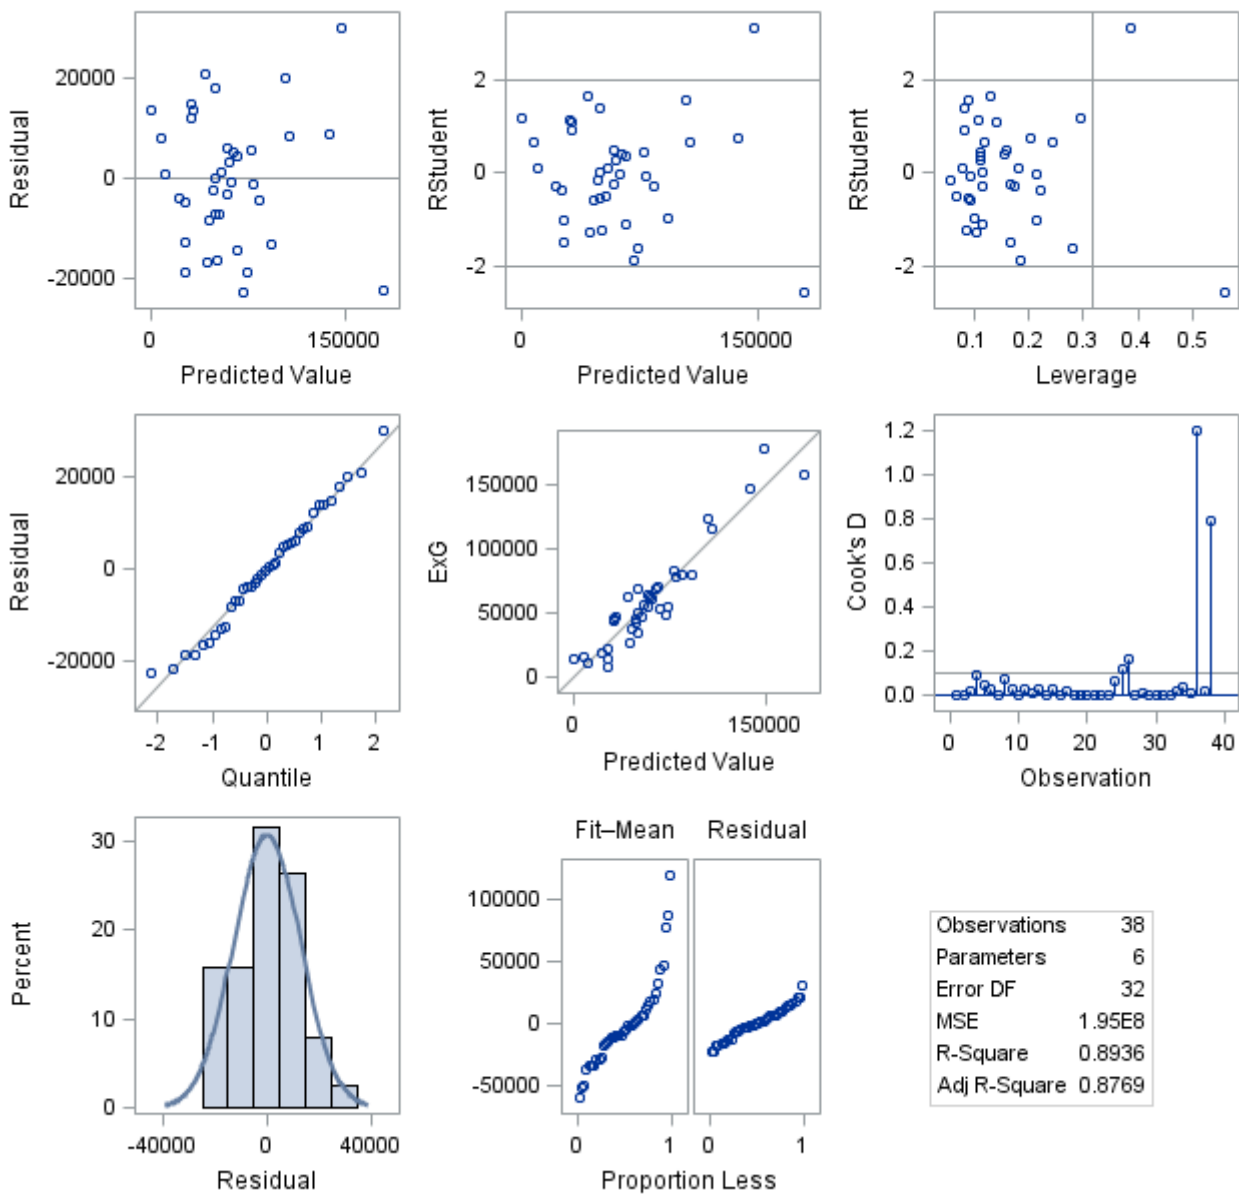 Residual
20000
0
-20000
0
150000
Predicted Value
RStudent
2
0
-2
0
150000
Predicted Value
RStudent
2
0
-2
0.1 0.2 0.3 0.4 0.5
Leverage
Residual
20000
0
-20000
-2 -1 0 1 2
Quantile
ExG
150000
100000
50000
0
0
150000
Predicted Value
Cook's D
1.2
1.0
0.8
0.6
0.4
0.2
0.0
0 10 20 30 40
Observation
Percent
30
20
10
0
-40000 0 40000
Residual
Fit–Mean Residual
100000
50000
0
-50000
0 1 0 1
Proportion Less
Observations 38
Parameters 6
Error DF 32
MSE 1.95E8
R-Square 0.8936
Adj R-Square 0.8769